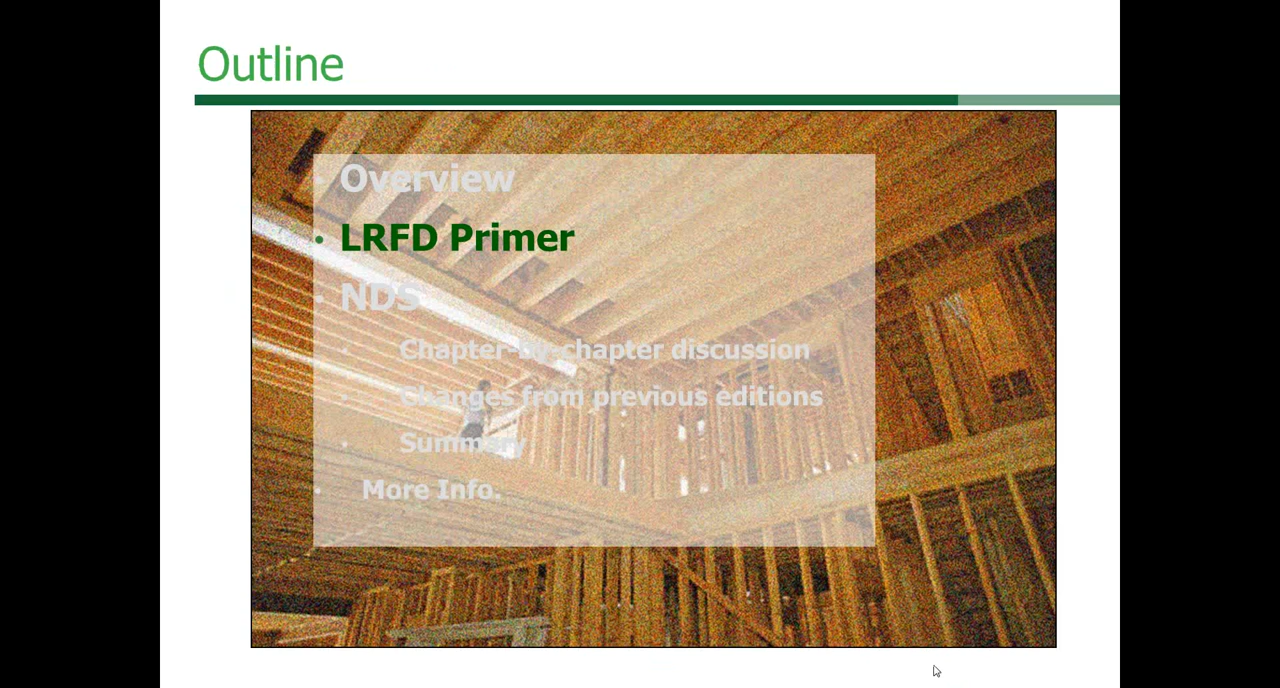 Outline
• Overview
• LRFD Primer
• NDS
• Chapter-by-chapter discussion
• Changes from previous editions
• Summary
• More Info.